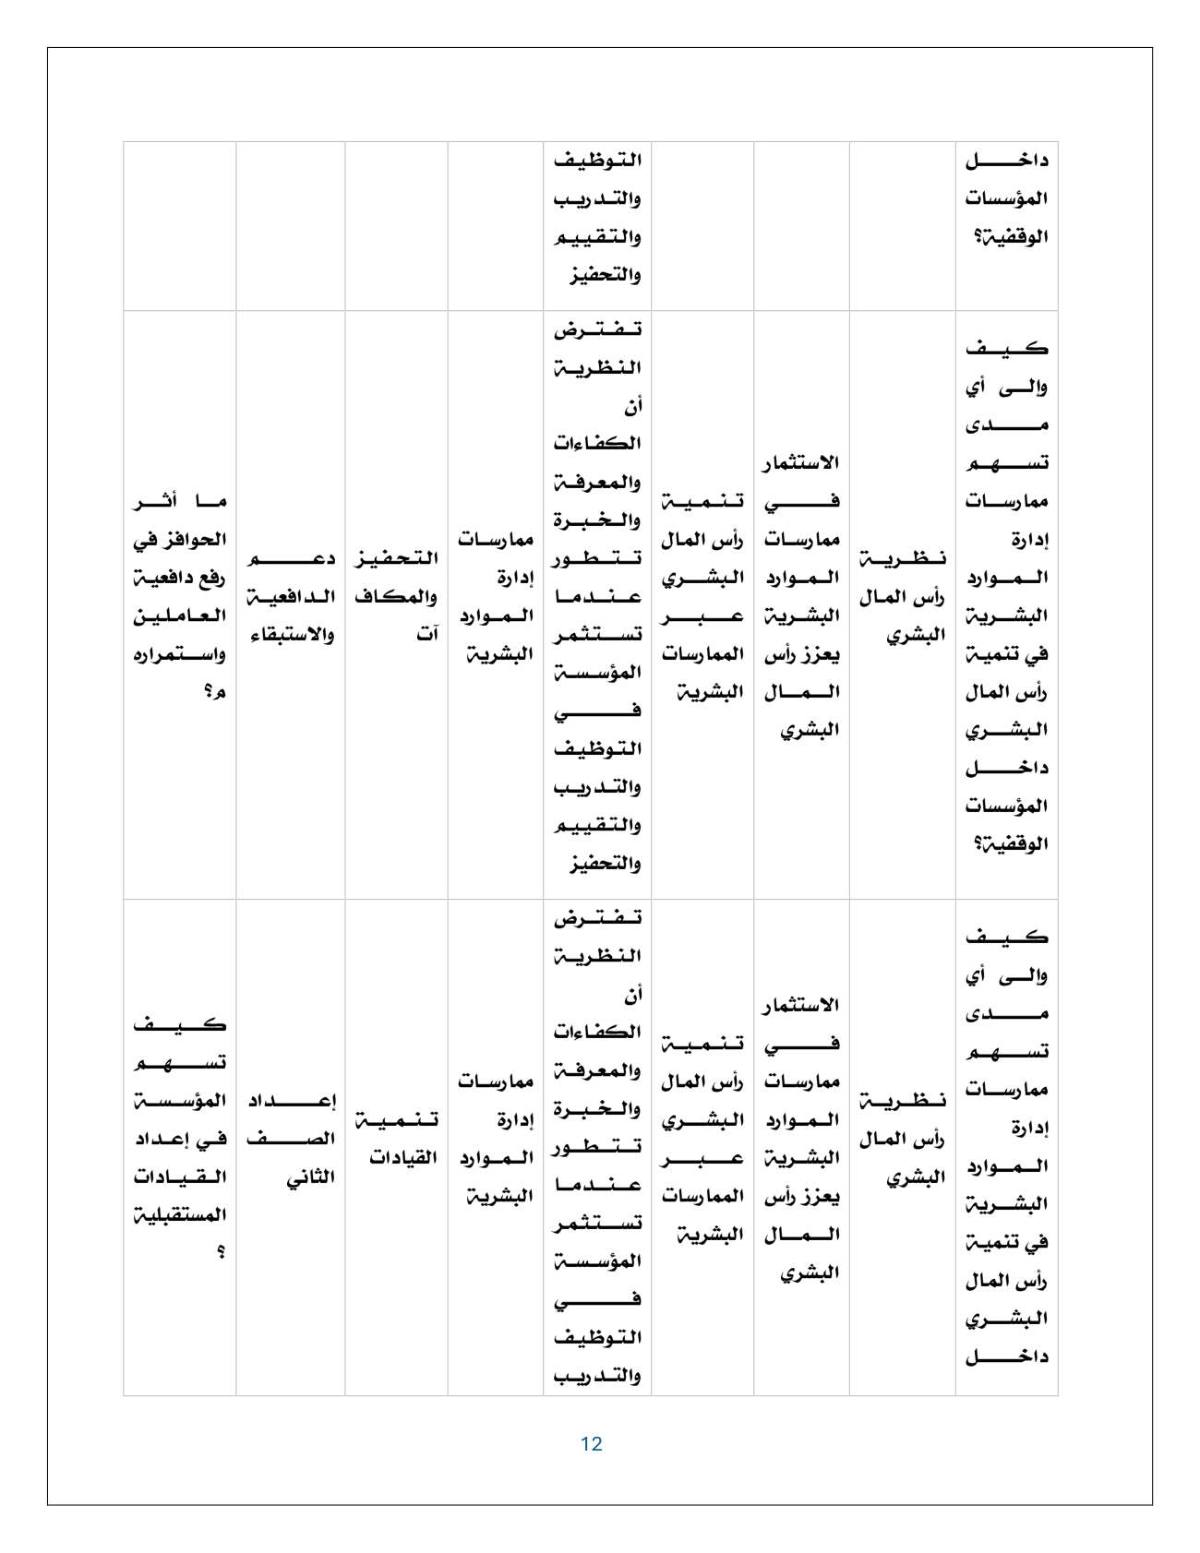 داخل
المؤسسات
الوقفية؟
التوظيف
والتدريب
والتقييم
والتحفيز
كيف
والى أي
مدى
تسهم
ممارسات
إدارة
الموارد
البشرية
في تنمية
رأس المال
البشري
داخل
المؤسسات
الوقفية؟
نظرية
رأس المال
البشري
الاستثمار
في
ممارسات
الموارد
البشرية
يعزز رأس
المال
البشري
تنمية
رأس المال
البشري
عبر
الممارسات
البشرية
تفترض
النظرية
أن
الكفاءات
والمعرفة
والخبرة
تتطور
عندما
تستثمر
المؤسسة
في
التوظيف
والتدريب
والتقييم
والتحفيز
ممارسات
إدارة
الموارد
البشرية
التحفيز
والمكاف
آت
دعم
الدافعية
والاستبقاء
ما أثر
الحوافز في
رفع دافعية
العاملين
واستمراره
م؟
كيف
والى أي
مدى
تسهم
ممارسات
إدارة
الموارد
البشرية
في تنمية
رأس المال
البشري
داخل
نظرية
رأس المال
البشري
الاستثمار
في
ممارسات
الموارد
البشرية
يعزز رأس
المال
البشري
تنمية
رأس المال
البشري
عبر
الممارسات
البشرية
تفترض
النظرية
أن
الكفاءات
والمعرفة
والخبرة
تتطور
عندما
تستثمر
المؤسسة
في
التوظيف
والتدريب
ممارسات
إدارة
الموارد
البشرية
تنمية
القيادات
إعداد
الصف
الثاني
كيف
تسهم
المؤسسة
في إعداد
القيادات
المستقبلية
؟
12